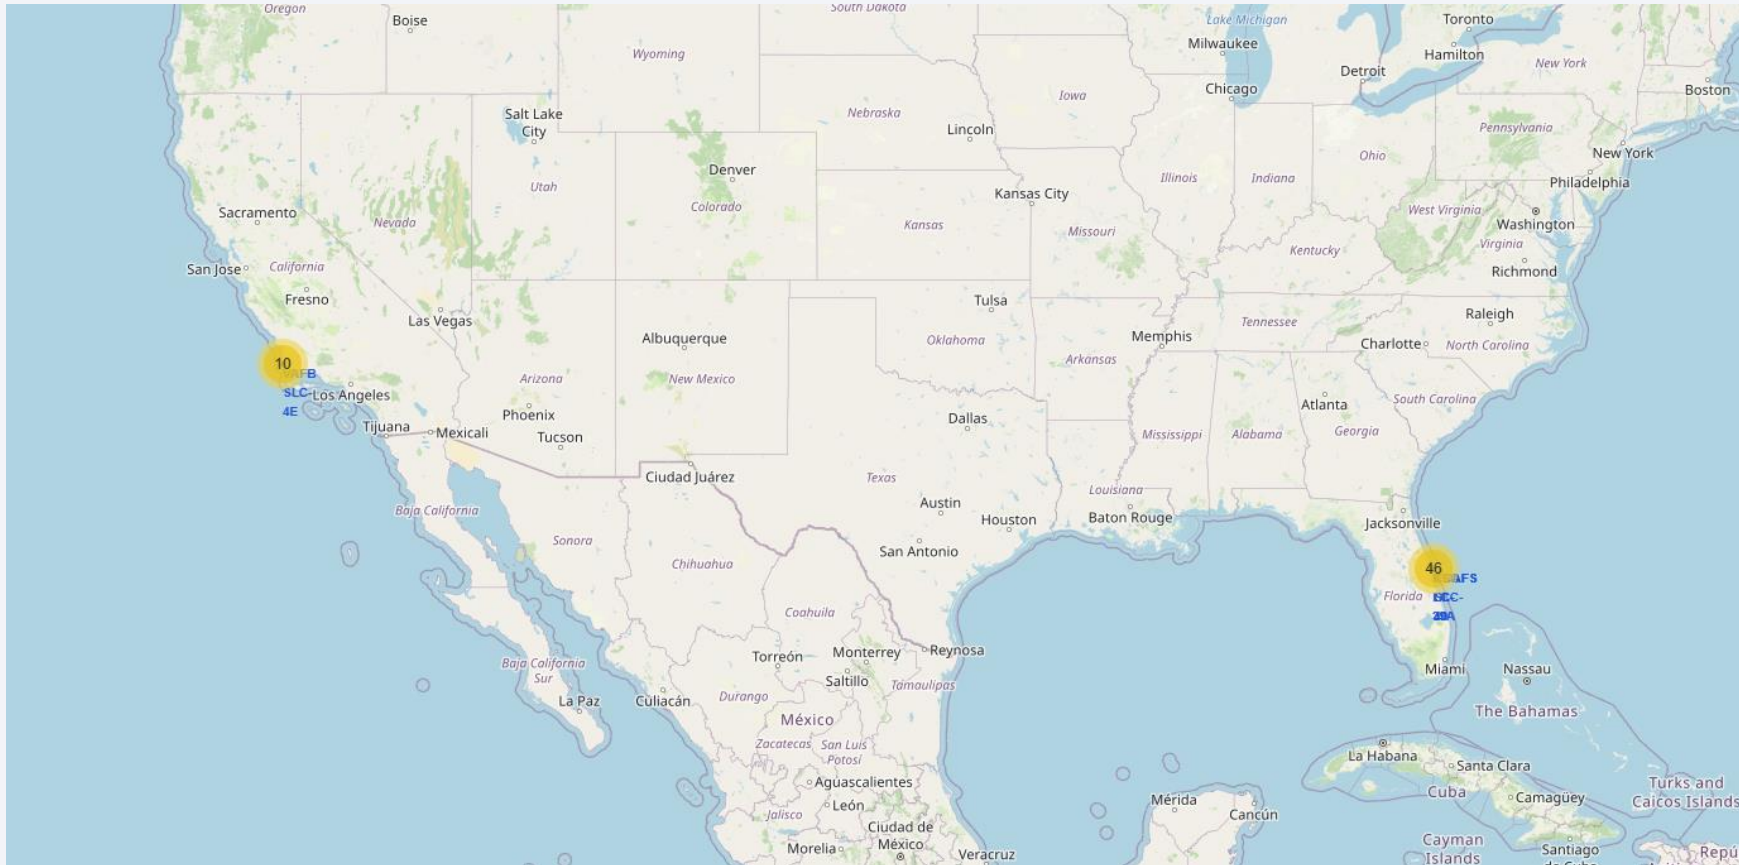 Oregon
Boise
South Dakota
Lake Michigan
Toronto
Wyoming
Milwaukee
Hamilton
New York
Detroit
Chicago
Boston
Iowa
Nebraska
Salt Lake
City
Lincoln
Pennsylvania
New York
Ohio
Denver
Utah
Illinois
Indiana
Philadelphia
Kansas City
Colorado
Sacramento
Nevada
Kansas
Missouri
West Virginia
Washington
Kentucky
Virginia
San Jose
California
Richmond
Fresno
Las Vegas
Tulsa
Tennessee
Raleigh
Albuquerque
Oklahoma
Memphis
Charlotte
North Carolina
10
Arkansas
SLC-
4E
Los Angeles
Arizona
New Mexico
Phoenix
Dallas
Atlanta
South Carolina
Tijuana
Mexicali
Tucson
Mississippi
Alabama
Georgia
Ciudad Juárez
Texas
Louisiana
Baja California
Austin
Houston
Baton Rouge
Jacksonville
Sonora
San Antonio
Chihuahua
46
Florida
Coahuila
Baja California
Sur
Torreón
Monterrey
Reynosa
Saltillo
Tamaulipas
Miami
Nassau
La Paz
Culiacán
Durango
México
The Bahamas
Zacatecas
San Luis
Potosí
La Habana
Santa Clara
Aguascalientes
Cuba
Camagüey
Turks and
Caicos Islands
León
Mérida
Cancún
Jalisco
Ciudad de
México
Morelia
Veracruz
Cayman
Islands
Santiago
de Cuba